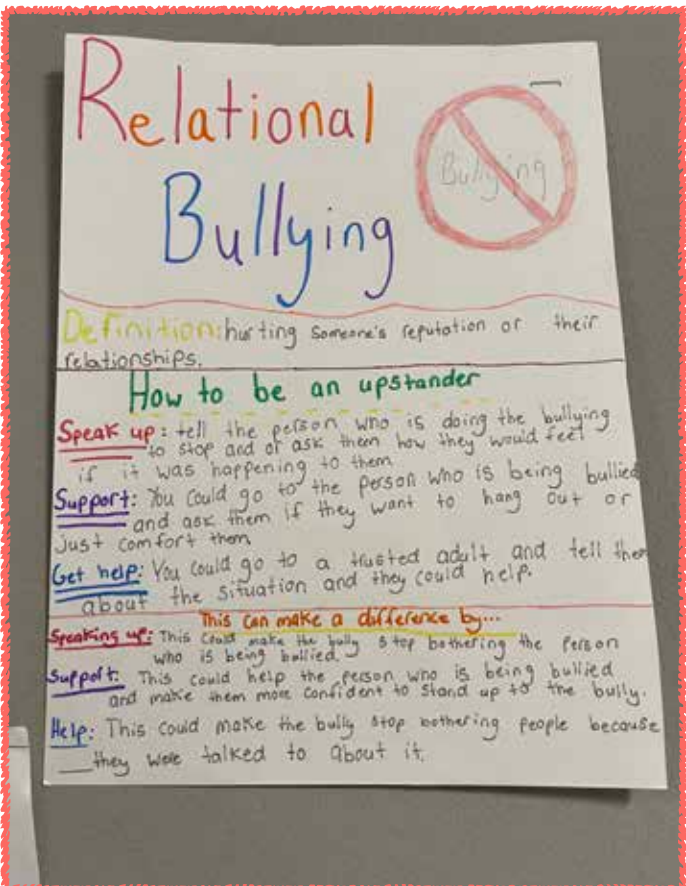 Relational
Bullying
Bullying
Definition: hurting someone's reputation or their
relationships.
How to be an upstander
Speak up: tell the person who is doing the bullying
to stop and or ask them how they would feel
if it was happening to them
Support: You could go to the person who is being bullied
and ask them if they want to hang out or
Just comfort them
Get help: You could go to a trusted adult and tell them
about the situation and they could help.
This can make a difference by...
Speaking up: This could make the bully stop bothering the person
who is being bullied.
Support: This could help the person who is being bullied
and make them more confident to stand up to the bully.
Help: This could make the bully stop bothering people because
they were talked to about it.